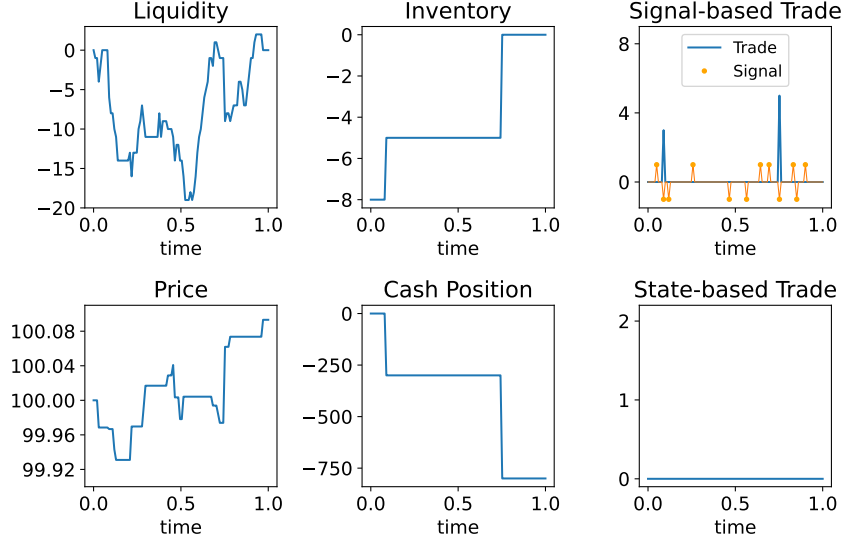 Liquidity
0
−5
−10
−15
−20
0.0 0.5 1.0
time
Inventory
0
−2
−4
−6
−8
0.0 0.5 1.0
time
Signal-based Trade
8
4
0
Trade
Signal
0.0 0.5 1.0
time
Price
100.08
100.04
100.00
99.96
99.92
0.0 0.5 1.0
time
Cash Position
0
−250
−500
−750
0.0 0.5 1.0
time
State-based Trade
2
1
0
0.0 0.5 1.0
time